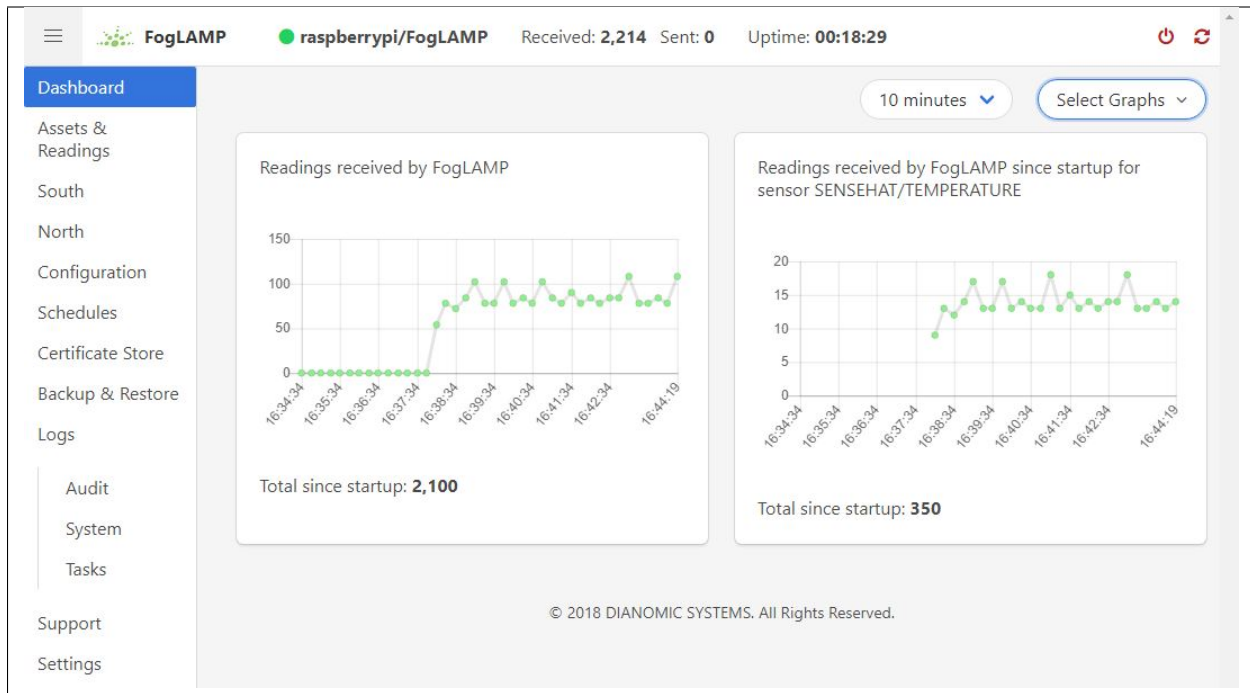 FogLAMP
raspberrypi/FogLAMP
Received: 2,214 Sent: 0
Uptime: 00:18:29
Dashboard
Assets &
Readings
South
North
Configuration
Schedules
Certificate Store
Backup & Restore
Logs
Audit
System
Tasks
Support
Settings
10 minutes
Select Graphs
Readings received by FogLAMP
150
100
50
0
16:34:34
16:35:34
16:36:34
16:37:34
16:38:34
16:39:34
16:40:34
16:41:34
16:42:34
16:44:19
Total since startup: 2,100
Readings received by FogLAMP since startup for
sensor SENSEHAT/TEMPERATURE
20
15
10
5
0
16:34:34
16:35:34
16:36:34
16:37:34
16:38:34
16:39:34
16:40:34
16:41:34
16:42:34
16:44:19
Total since startup: 350
© 2018 DIANOMIC SYSTEMS. All Rights Reserved.